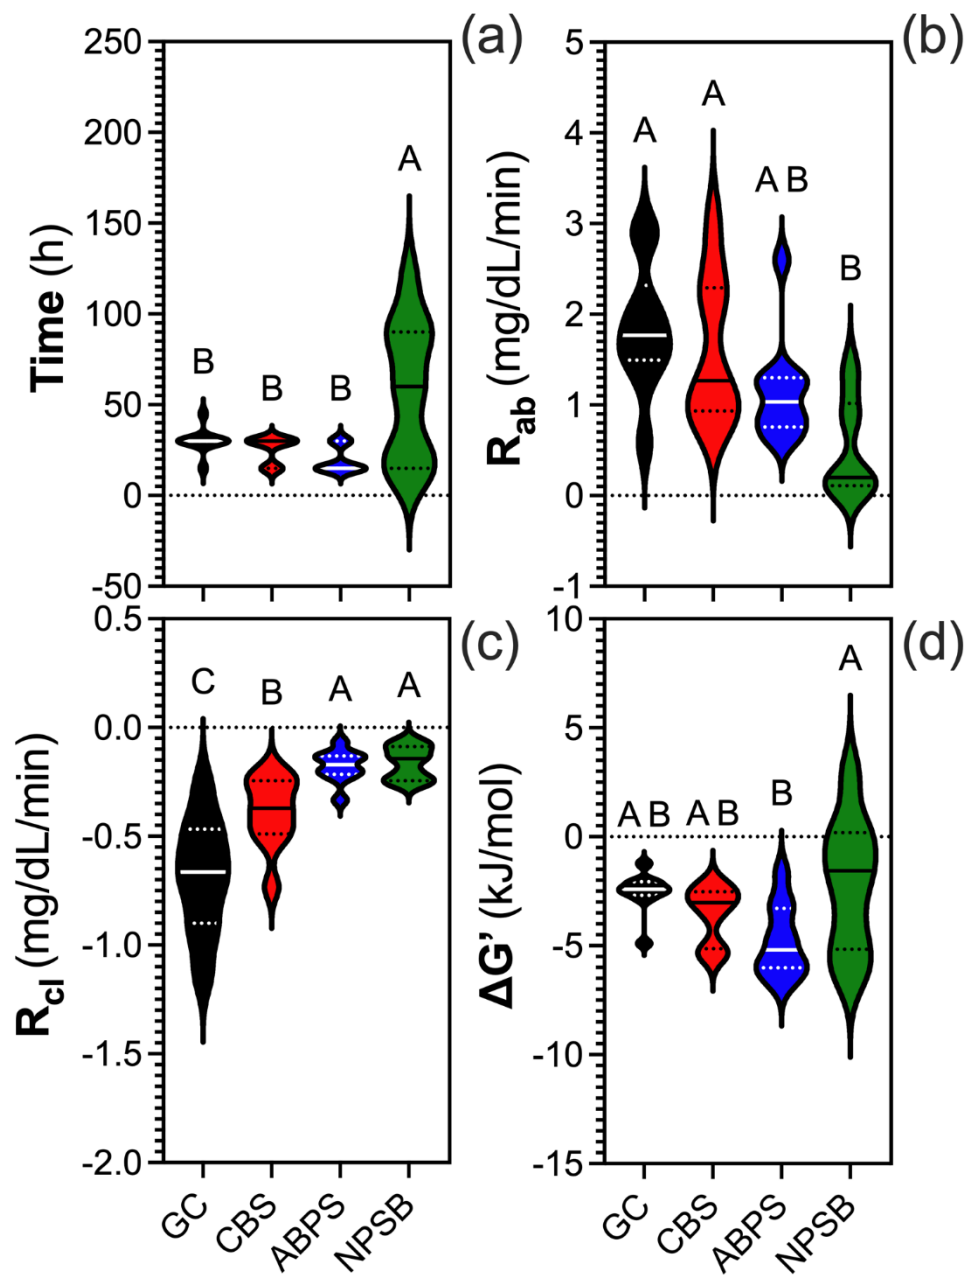 (a)
Time (h)
250
200
150
100
50
0
-50
B
B
B
A
(b)
R_ab (mg/dL/min)
5
4
3
2
1
0
-1
A
A
A B
B
(c)
R_cl (mg/dL/min)
0.5
0.0
-0.5
-1.0
-1.5
-2.0
C
B
A
A
GC
CBS
ABPS
NPSB
(d)
ΔG’ (kJ/mol)
10
5
0
-5
-10
-15
A B
A B
B
A
GC
CBS
ABPS
NPSB